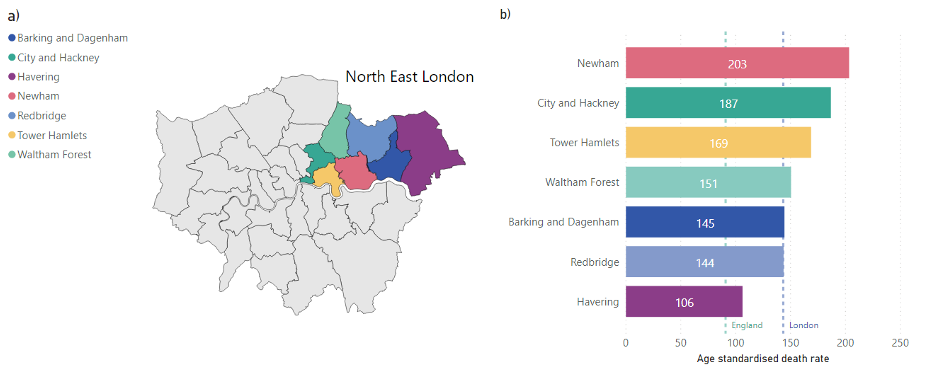 a)
Barking and Dagenham
City and Hackney
Havering
Newham
Redbridge
Tower Hamlets
Waltham Forest
North East London
b)
Newham 203
City and Hackney 187
Tower Hamlets 169
Waltham Forest 151
Barking and Dagenham 145
Redbridge 144
Havering 106
England London
0 50 100 150 200 250
Age standardised death rate